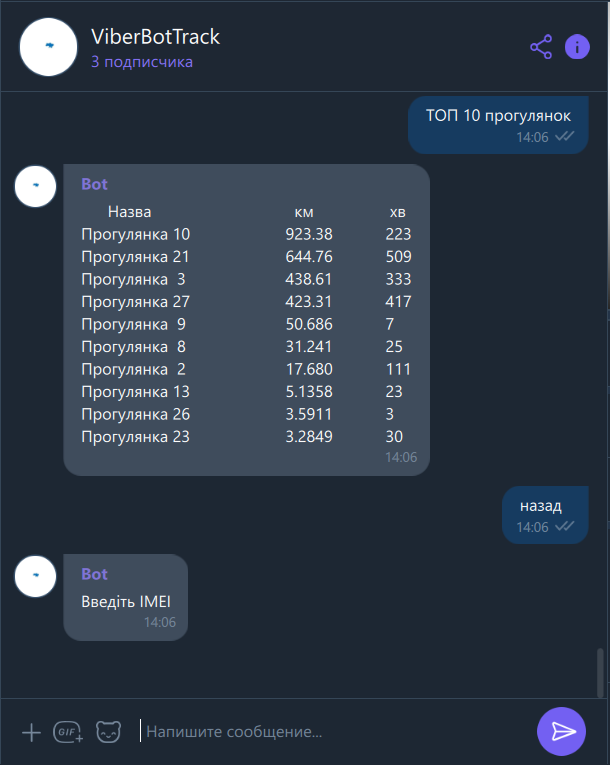 ViberBotTrack
3 подписчика
ТОП 10 прогулянок
14:06
Bot
Назва км хв
Прогулянка 10 923.38 223
Прогулянка 21 644.76 509
Прогулянка 3 438.61 333
Прогулянка 27 423.31 417
Прогулянка 9 50.686 7
Прогулянка 8 31.241 25
Прогулянка 2 17.680 111
Прогулянка 13 5.1358 23
Прогулянка 26 3.5911 3
Прогулянка 23 3.2849 30
14:06
назад
14:06
Bot
Введіть IMEI
14:06
GIF Напишите сообщение...